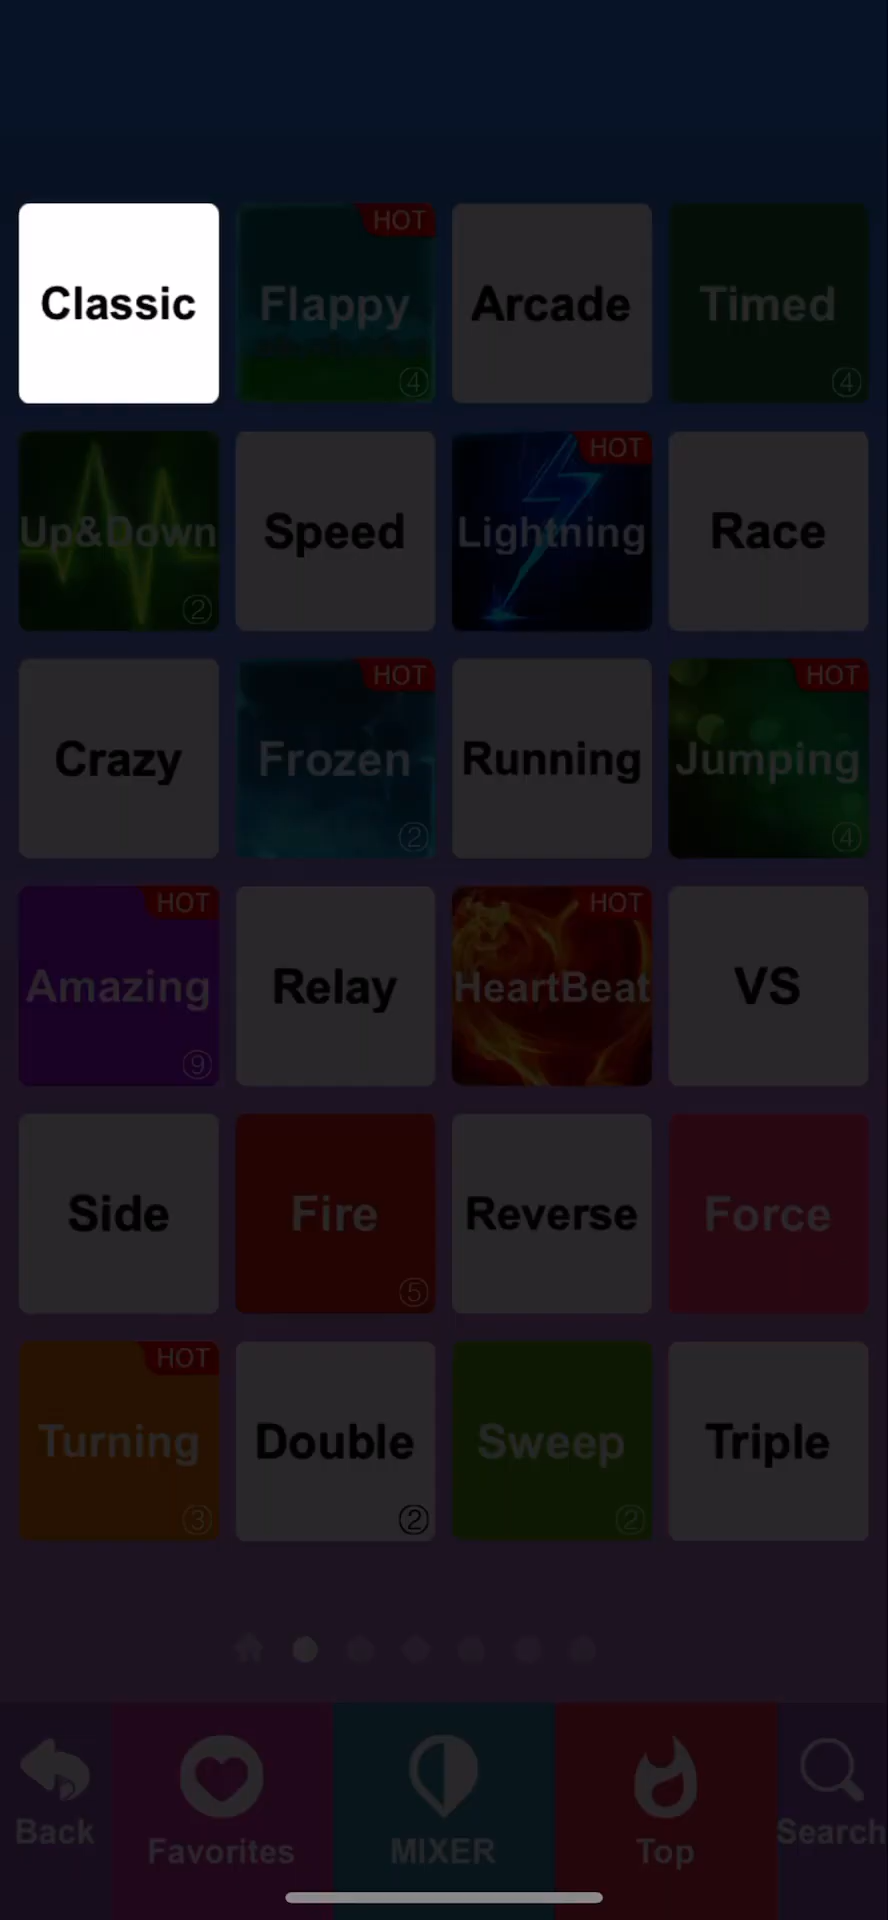 Classic
HOT
Flappy
④
Arcade
Timed
④
Up&Down
②
Speed
HOT
Lightning
Race
Crazy
HOT
Frozen
②
Running
HOT
Jumping
④
HOT
Amazing
⑨
Relay
HOT
HeartBeat
VS
Side
Fire
⑤
Reverse
Force
HOT
Turning
③
Double
②
Sweep
②
Triple
Back
Favorites
MIXER
Top
Search